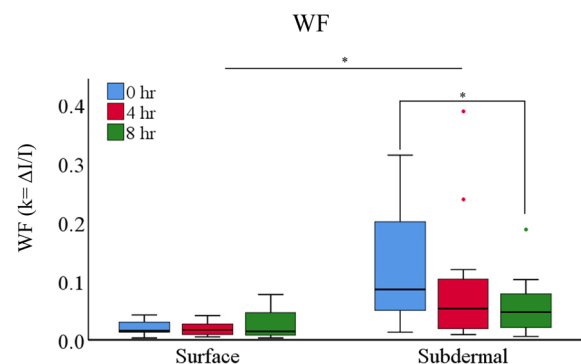 WF
*
*
0 hr
4 hr
8 hr
WF (k= ΔI/I)
0.4
0.3
0.2
0.1
0.0
Surface
Subdermal